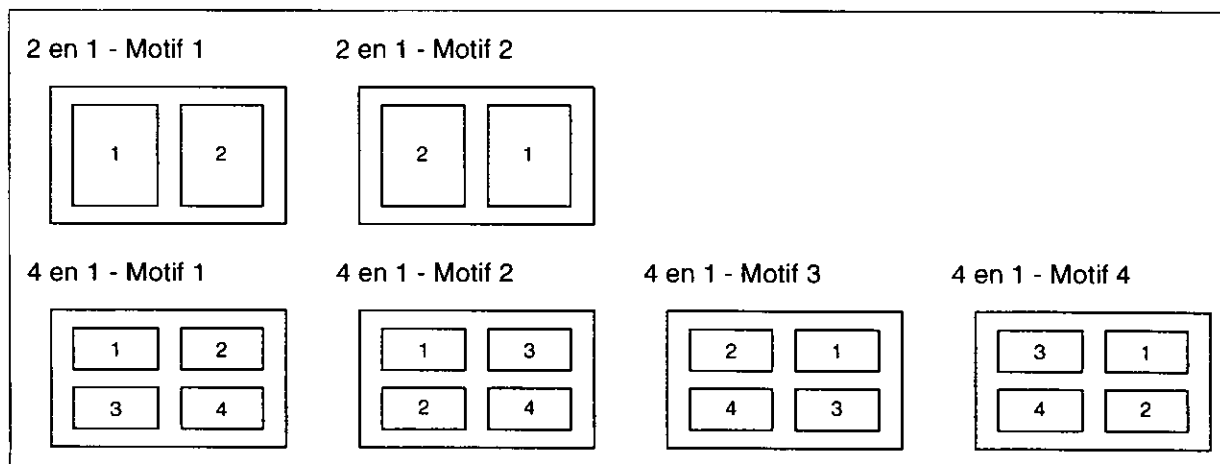 2 en 1 - Motif 1 2 en 1 - Motif 2
1 2 2 1
4 en 1 - Motif 1 4 en 1 - Motif 2 4 en 1 - Motif 3 4 en 1 - Motif 4
1 2 1 3 2 1 3 1
3 4 2 4 4 3 4 2